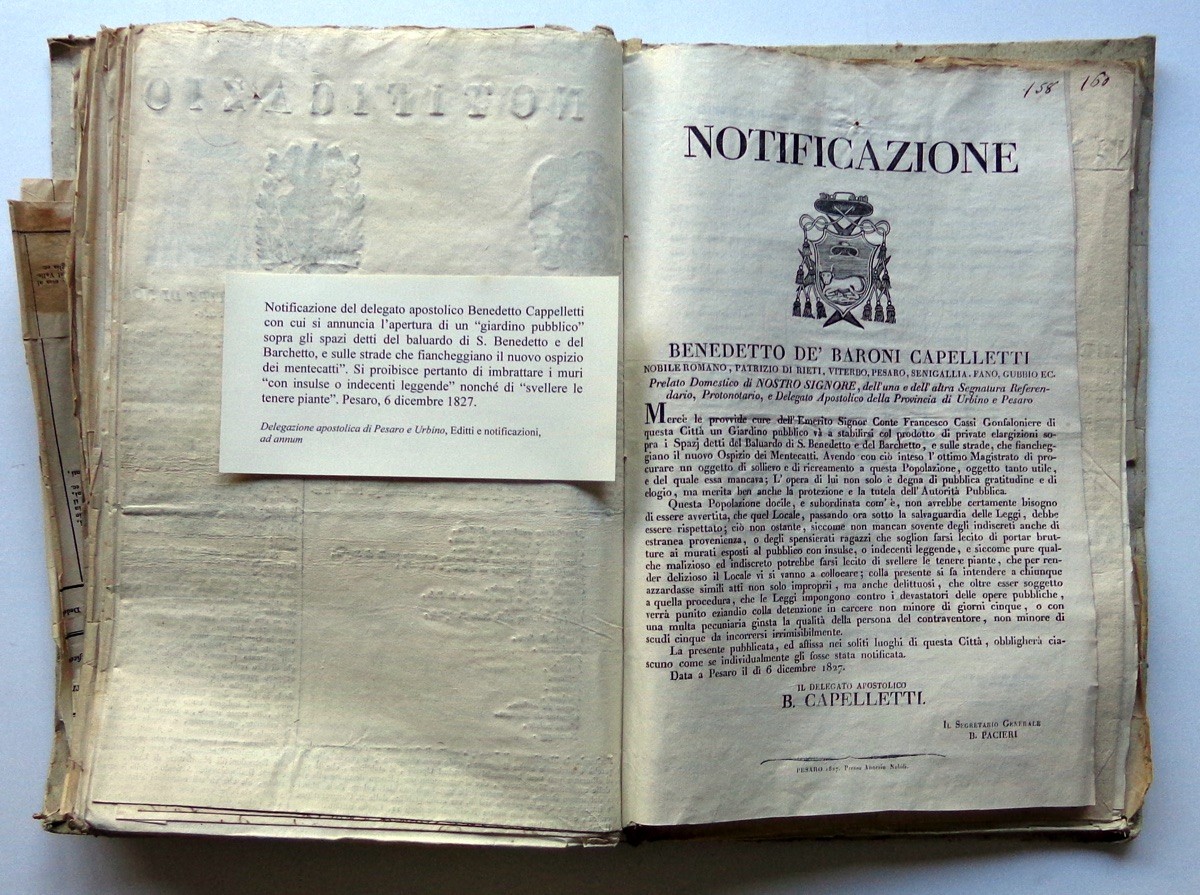 NOTIFICAZIO
Notificazione del delegato apostolico Benedetto Cappelletti
con cui si annuncia l’apertura di un “giardino pubblico”
sopra gli spazi detti del baluardo di S. Benedetto e del
Barchetto, e sulle strade che fiancheggiano il nuovo ospizio
dei mentecatti”. Si proibisce pertanto di imbrattare i muri
“con insulse o indecenti leggende” nonché di “svellere le
tenere piante”. Pesaro, 6 dicembre 1827.
Delegazione apostolica di Pesaro e Urbino, Editti e notificazioni,
ad annum
158 160
NOTIFICAZIONE
BENEDETTO DE’ BARONI CAPELLETTI
NOBILE ROMANO, PATRIZIO DI RIETI, VITERBO, PESARO, SENIGALLIA, FANO, GUBBIO EC.
Prelato Domestico di NOSTRO SIGNORE, dell’una e dell’altra Segnatura Referen-
dario, Protonotario, e Delegato Apostolico della Provincia di Urbino e Pesaro
Mercè le provvide cure dell’Emerito Signor Conte Francesco Cassi Gonfaloniere di
questa Città un Giardino pubblico và a stabilirsi col prodotto di private elargizioni so-
pra i Spazj detti del Baluardo di S. Benedetto e del Barchetto, e sulle strade, che fiancheg-
giano il nuovo Ospizio dei Mentecatti. Avendo con ciò inteso l’ottimo Magistrato di pro-
curare un oggetto di sollievo e di ricreamento a questa Popolazione, oggetto tanto utile,
e del quale essa mancava; L’opera di lui non solo è degna di pubblica gratitudine e di
elogio, ma merita ben anche la protezione e la tutela dell’Autorità Pubblica.
Questa Popolazione docile, e subordinata com’è, non avrebbe certamente bisogno
di essere avvertita, che quel Locale, passando ora sotto la salvaguardia delle Leggi, debbe
essere rispettato; ciò non ostante, siccome non mancan sovente degli indiscreti anche di
estranea provenienza, o degli spensierati ragazzi che soglion farsi lecito di portar brut-
ture ai murati esposti al pubblico con insulse, o indecenti leggende, e siccome pure qual-
che malizioso ed indiscreto potrebbe farsi lecito di svellere le tenere piante, che per ren-
der delizioso il Locale vi si vanno a collocare; colla presente si fa intendere a chiunque
azzardasse simili atti non solo improprii, ma anche delittuosi, che oltre esser soggetto
a quella procedura, che le Leggi impongono contro i devastatori delle opere pubbliche,
verrà punito eziandio colla detenzione in carcere non minore di giorni cinque, o con
una multa pecuniaria giusta la qualità della persona del contraventore, non minore di
scudi cinque da incorrersi irrimisibilmente.
La presente pubblicata, ed affissa nei soliti luoghi di questa Città, obbligherà cia-
scuno come se individualmente gli fosse stata notificata.
Data a Pesaro il dì 6 dicembre 1827.
IL DELEGATO APOSTOLICO
B. CAPELLETTI.
IL SEGRETARIO GENERALE
B. PACIERI
PESARO 1827. Presso Annesio Nobili.